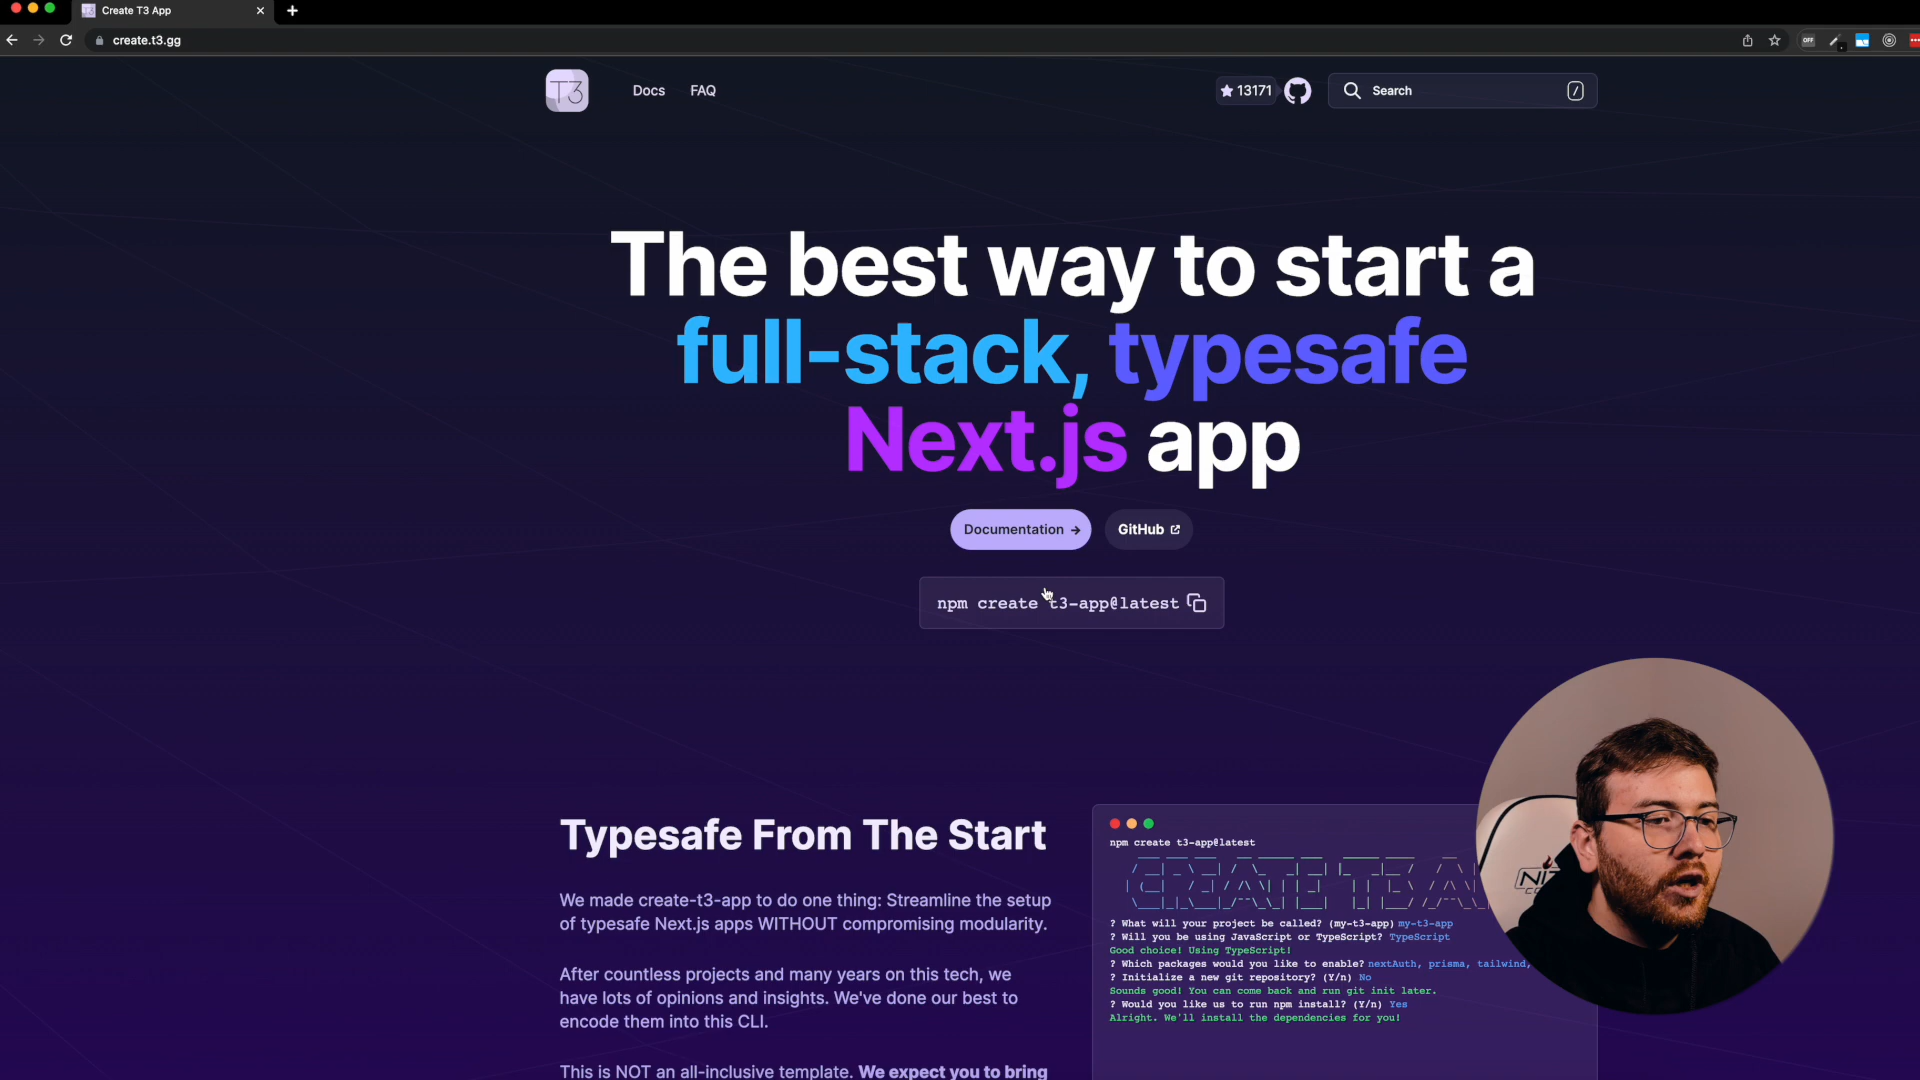 Create T3 App
create.t3.gg
OFF
T3
Docs
FAQ
13171
Search
/
The best way to start a
full-stack, typesafe
Next.js app
Documentation →
GitHub
npm create t3-app@latest
Typesafe From The Start
We made create-t3-app to do one thing: Streamline the setup
of typesafe Next.js apps WITHOUT compromising modularity.
After countless projects and many years on this tech, we
have lots of opinions and insights. We've done our best to
encode them into this CLI.
This is NOT an all-inclusive template. We expect you to bring
npm create t3-app@latest
CREATE T3 A
? What will your project be called? (my-t3-app) my-t3-app
? Will you be using JavaScript or TypeScript? TypeScript
Good choice! Using TypeScript!
? Which packages would you like to enable? nextAuth, prisma, tailwind,
? Initialize a new git repository? (Y/n) No
Sounds good! You can come back and run git init later.
? Would you like us to run npm install? (Y/n) Yes
Alright. We'll install the dependencies for you!